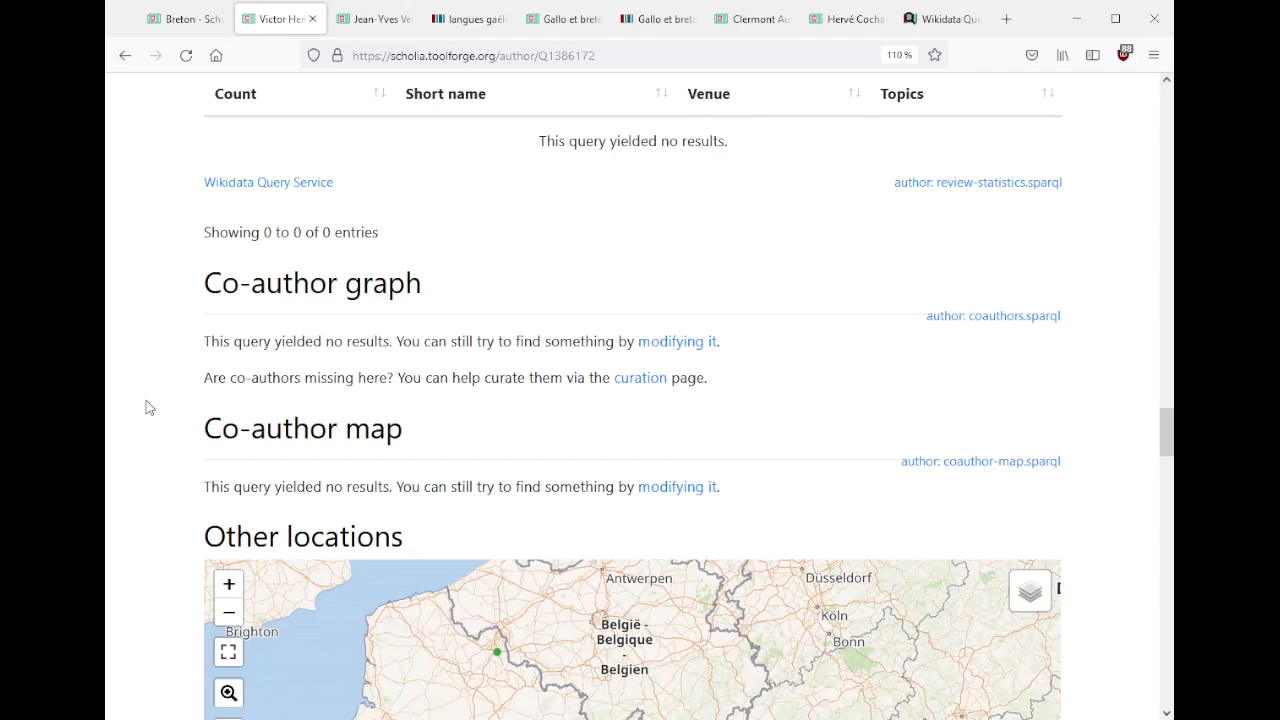 Breton - Sch
Victor Hen
Jean-Yves Ve
langues gaél
Gallo et bret
Gallo et bret
Clermont Au
Hervé Cocha
Wikidata Qu
https://scholia.toolforge.org/author/Q1386172
110%
88
Count
Short name
Venue
Topics
This query yielded no results.
Wikidata Query Service
author: review-statistics.sparql
Showing 0 to 0 of 0 entries
Co-author graph
author: coauthors.sparql
This query yielded no results. You can still try to find something by modifying it.
Are co-authors missing here? You can help curate them via the curation page.
Co-author map
author: coauthor-map.sparql
This query yielded no results. You can still try to find something by modifying it.
Other locations
+
−
Antwerpen
Düsseldorf
Köln
Brighton
België -
Belgique
-
Belgien
Bonn